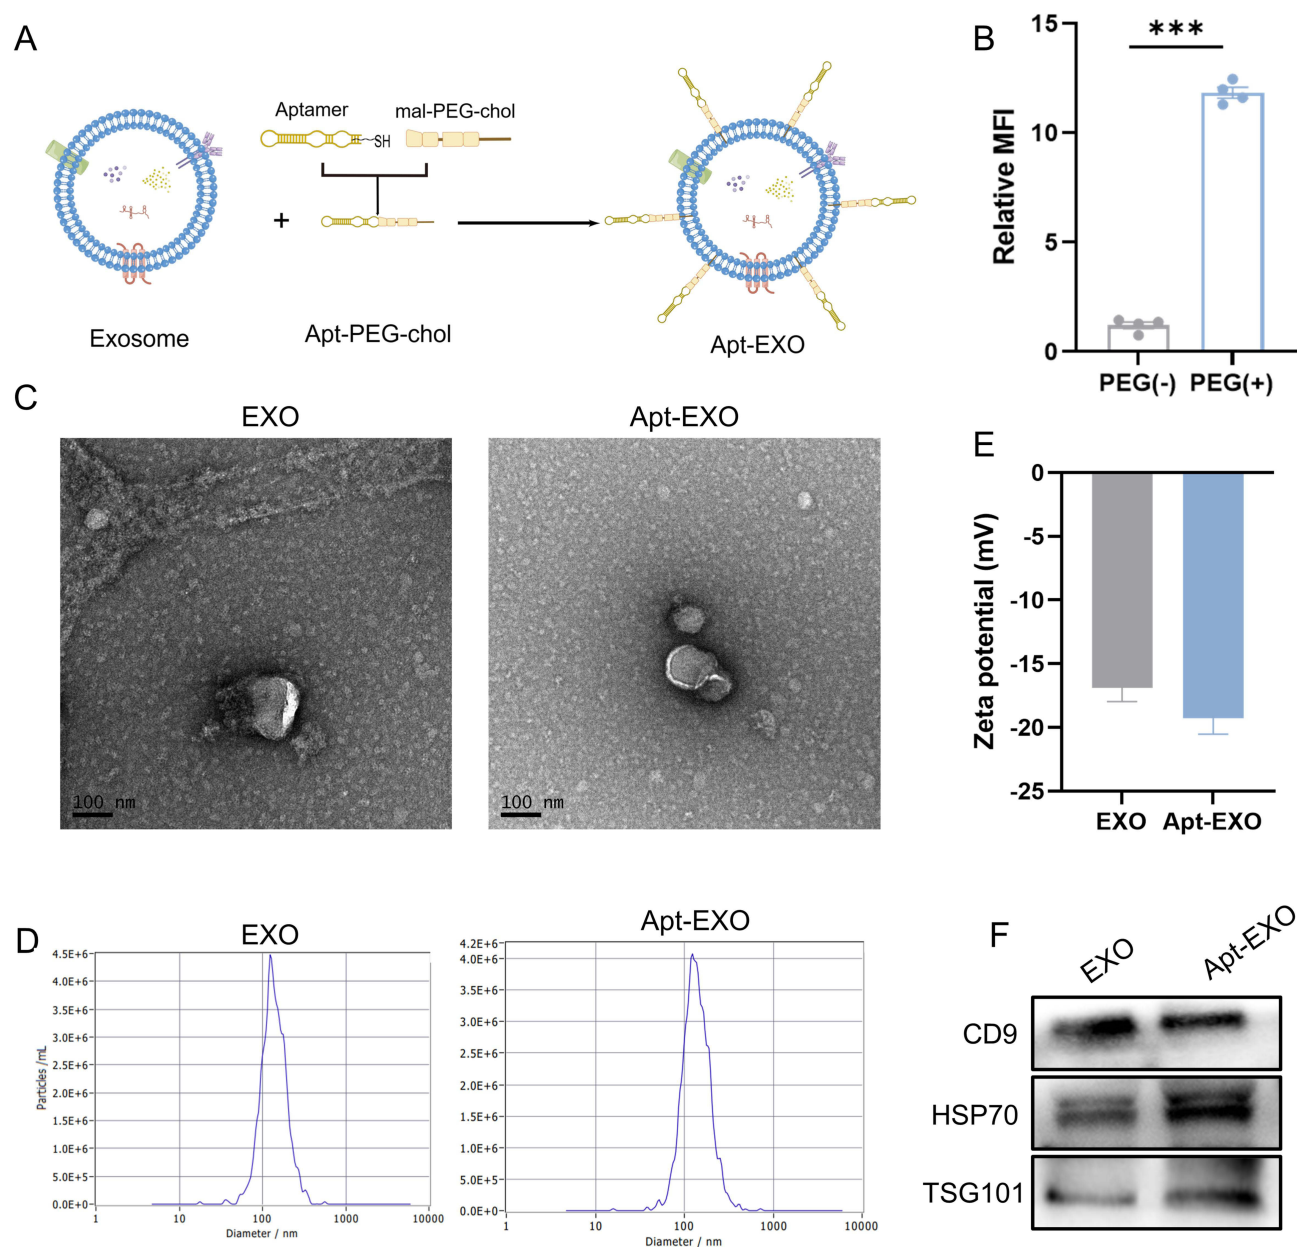 A
Aptamer
mal-PEG-chol
SH
+
Exosome
Apt-PEG-chol
Apt-EXO
B
15
10
5
0
Relative MFI
***
PEG(-)
PEG(+)
C
EXO
Apt-EXO
100 nm
100 nm
E
0
-5
-10
-15
-20
-25
Zeta potential (mV)
EXO
Apt-EXO
D
EXO
4.5E+6
4.0E+6
3.5E+6
3.0E+6
2.5E+6
2.0E+6
1.5E+6
1.0E+6
5.0E+5
0.0E+0
Particles /mL
1
10
100
1000
10000
Diameter / nm
Apt-EXO
4.2E+6
4.0E+6
3.5E+6
3.0E+6
2.5E+6
2.0E+6
1.5E+6
1.0E+6
5.0E+5
0.0E+0
1
10
100
1000
10000
Diameter / nm
F
EXO
Apt-EXO
CD9
HSP70
TSG101